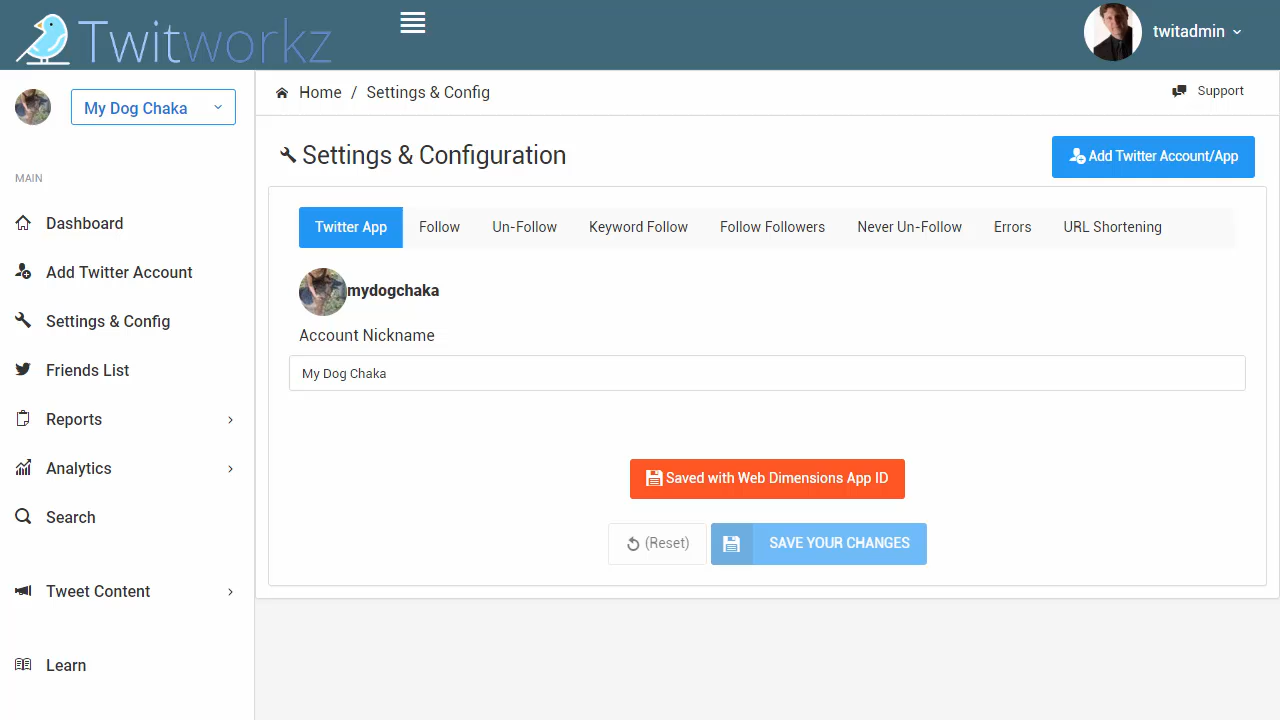 Twitworkz
twitadmin
My Dog Chaka
Home / Settings & Config
Support
MAIN
Dashboard
Add Twitter Account
Settings & Config
Friends List
Reports
Analytics
Search
Tweet Content
Learn
Settings & Configuration
Add Twitter Account/App
Twitter App Follow Un-Follow Keyword Follow Follow Followers Never Un-Follow Errors URL Shortening
mydogchaka
Account Nickname
My Dog Chaka
Saved with Web Dimensions App ID
(Reset) SAVE YOUR CHANGES